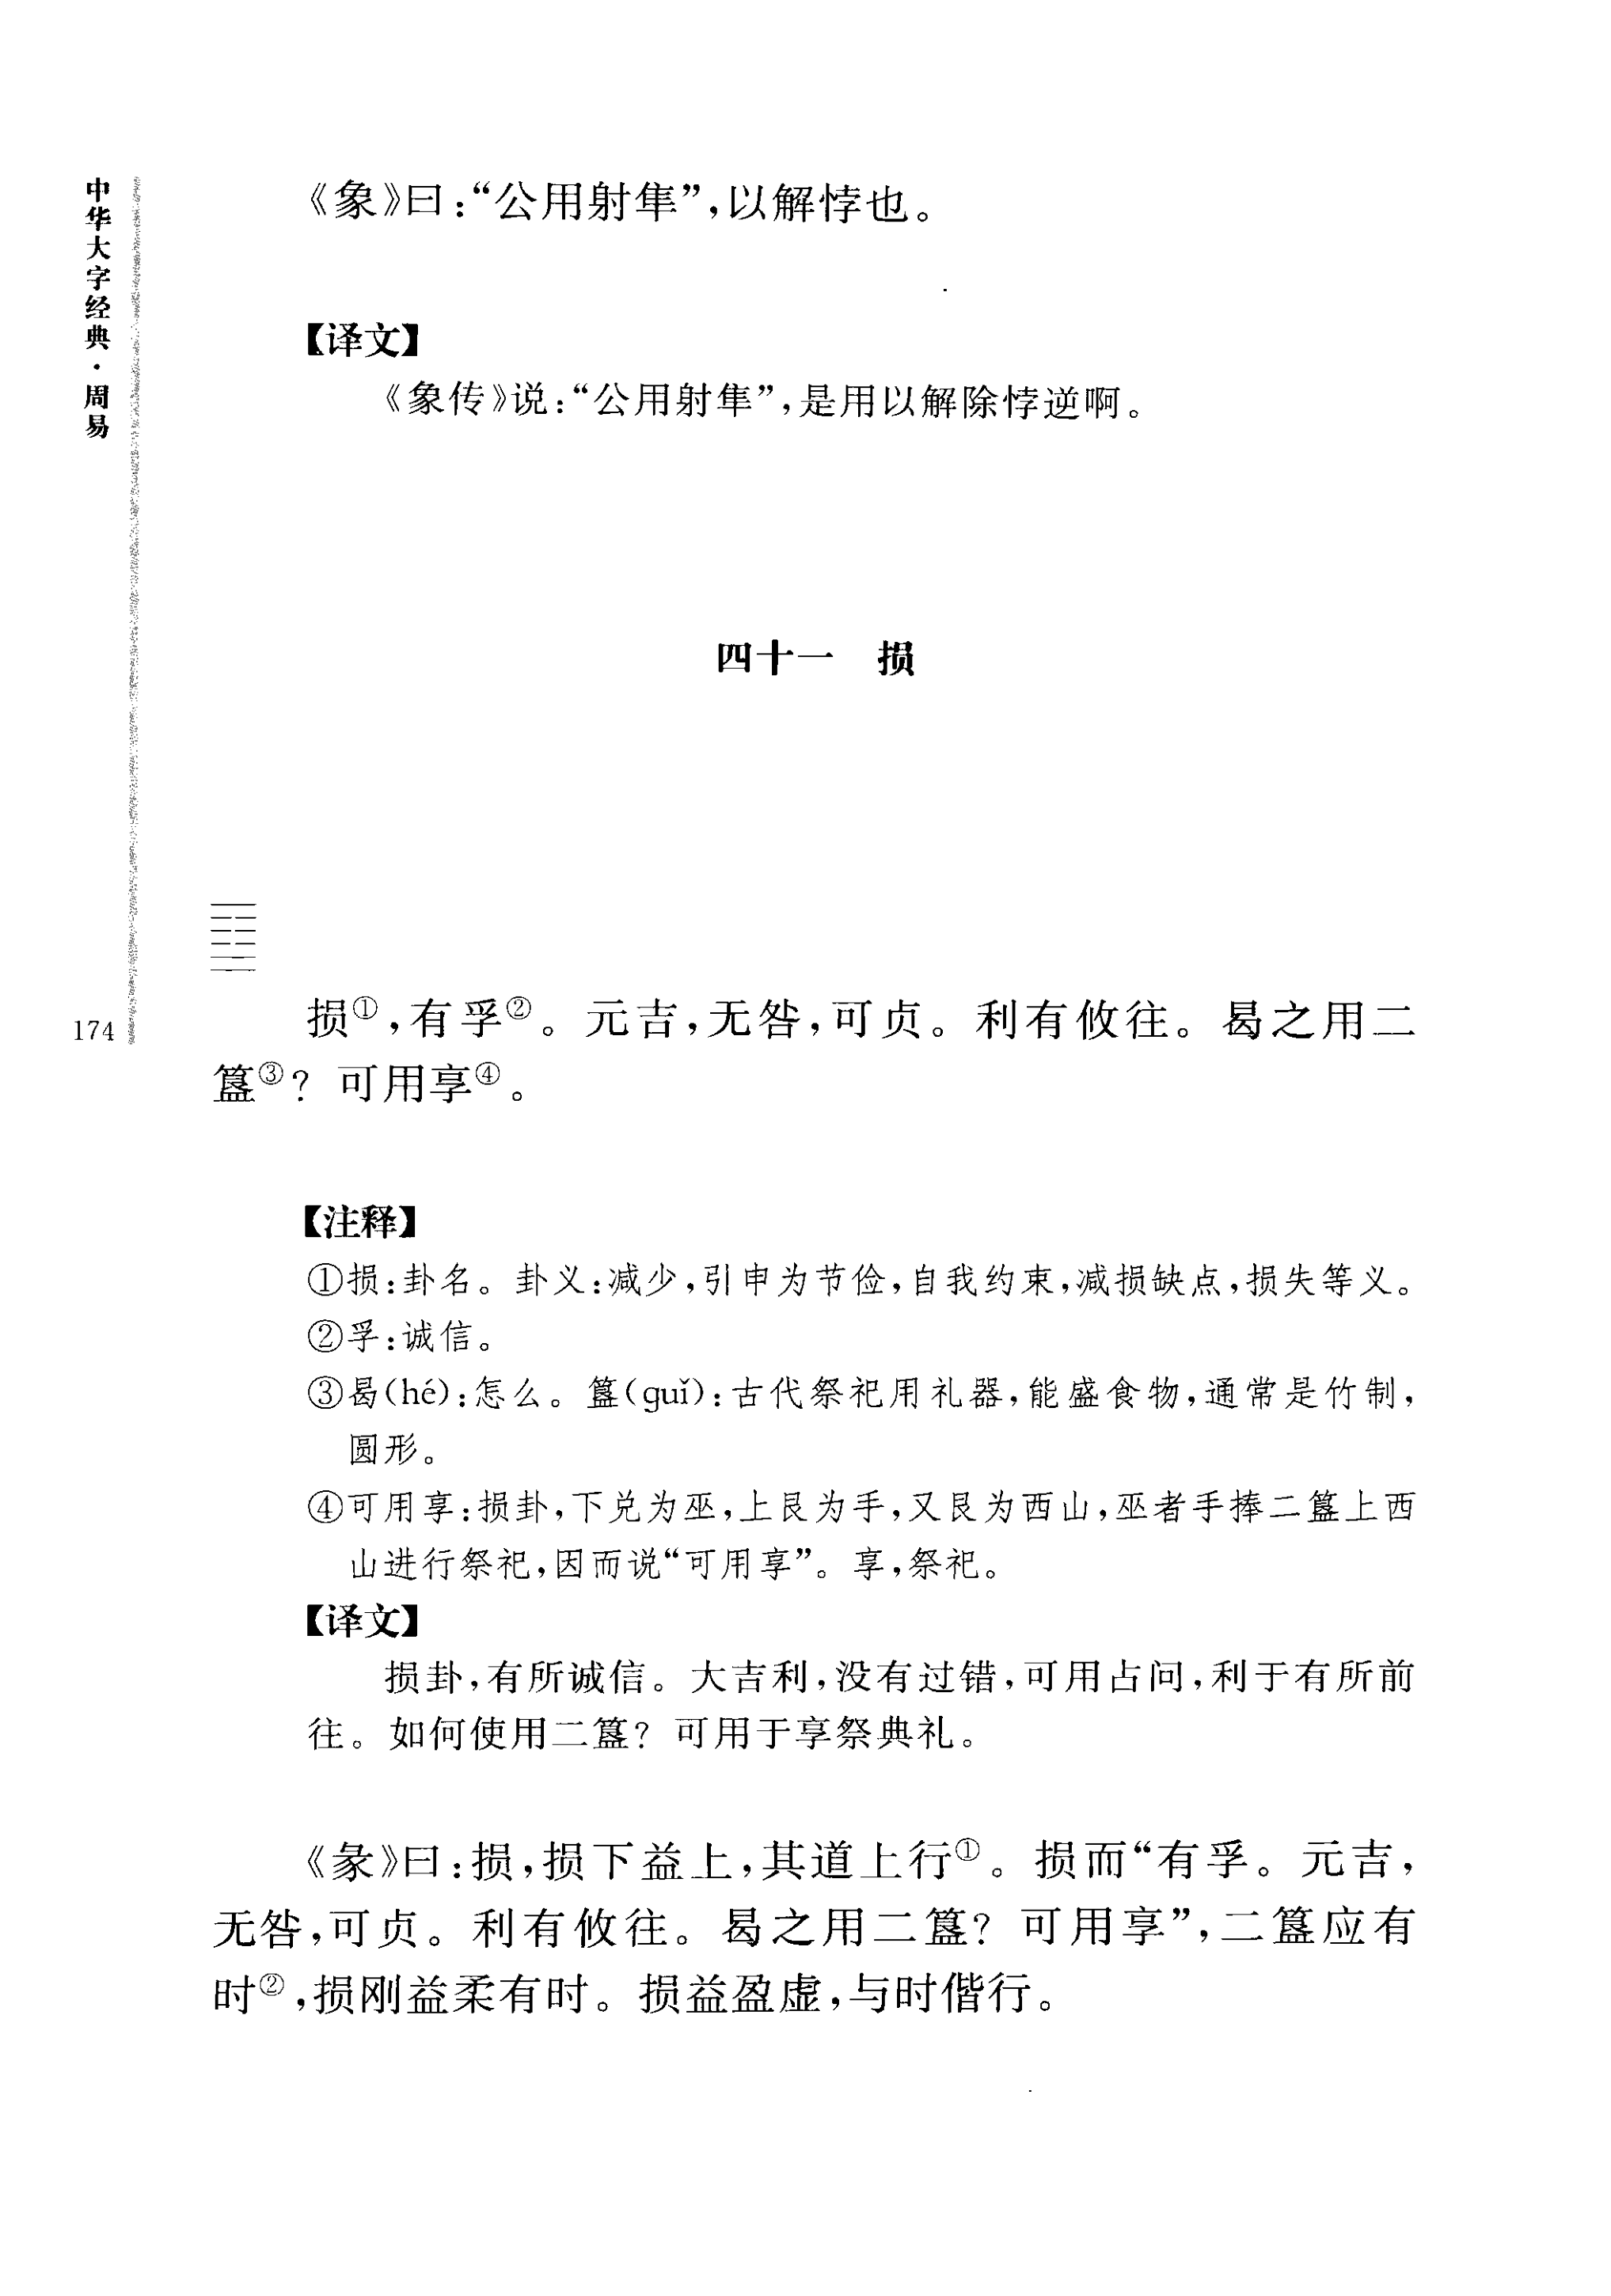 中华大字经典·周易
174
《象》曰:“公用射隼”,以解悖也。
【译文】
《象传》说:“公用射隼”,是用以解除悖逆啊。
四十一　损
损①,有孚②。元吉,无咎,可贞。利有攸往。曷之用二
簋③?可用享④。
【注释】
①损:卦名。卦义:减少,引申为节俭,自我约束,减损缺点,损失等义。
②孚:诚信。
③曷(hé):怎么。簋(guǐ):古代祭祀用礼器,能盛食物,通常是竹制,
圆形。
④可用享:损卦,下兑为巫,上艮为手,又艮为西山,巫者手捧二簋上西
山进行祭祀,因而说“可用享”。享,祭祀。
【译文】
损卦,有所诚信。大吉利,没有过错,可用占问,利于有所前
往。如何使用二簋?可用于享祭典礼。
《彖》曰:损,损下益上,其道上行①。损而“有孚。元吉,
无咎,可贞。利有攸往。曷之用二簋?可用享”,二簋应有
时②,损刚益柔有时。损益盈虚,与时偕行。